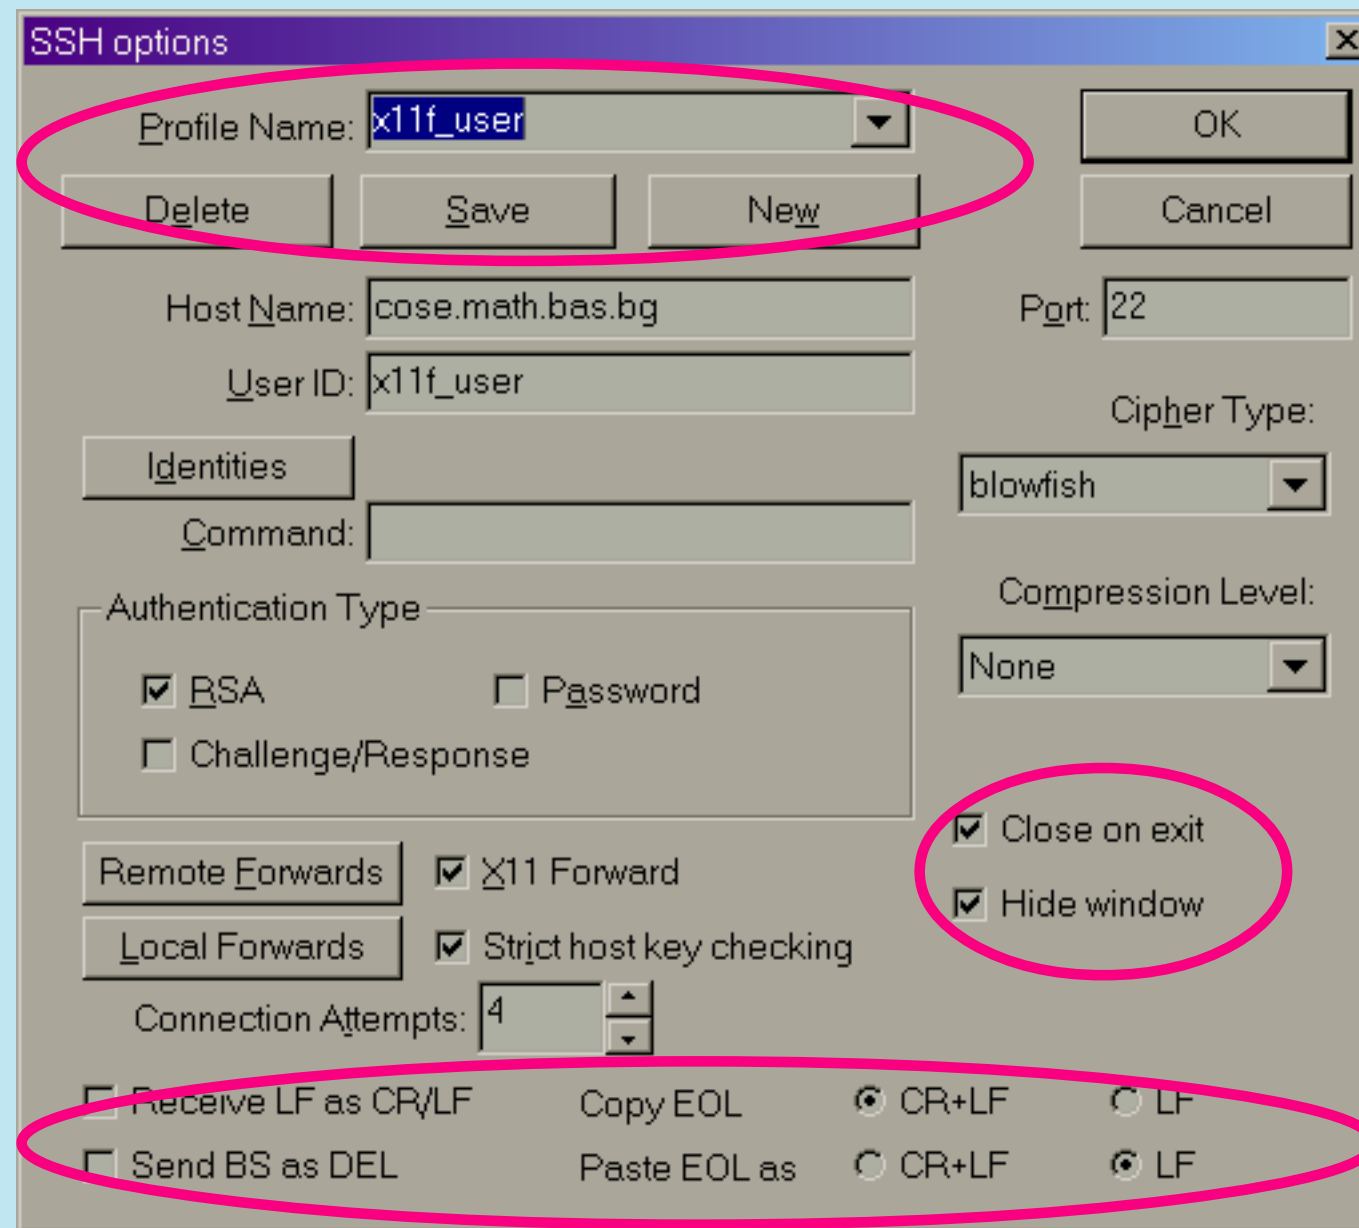 SSH options
Profile Name: x11f_user
OK
Delete Save New
Cancel
Host Name: cose.math.bas.bg
Port: 22
User ID: x11f_user
Cipher Type:
Identities
blowfish
Command:
Compression Level:
Authentication Type
None
RSA Password
Challenge/Response
Close on exit
Remote Forwards X11 Forward
Hide window
Local Forwards Strict host key checking
Connection Attempts: 4
Receive LF as CR/LF Copy EOL CR+LF LF
Send BS as DEL Paste EOL as CR+LF LF